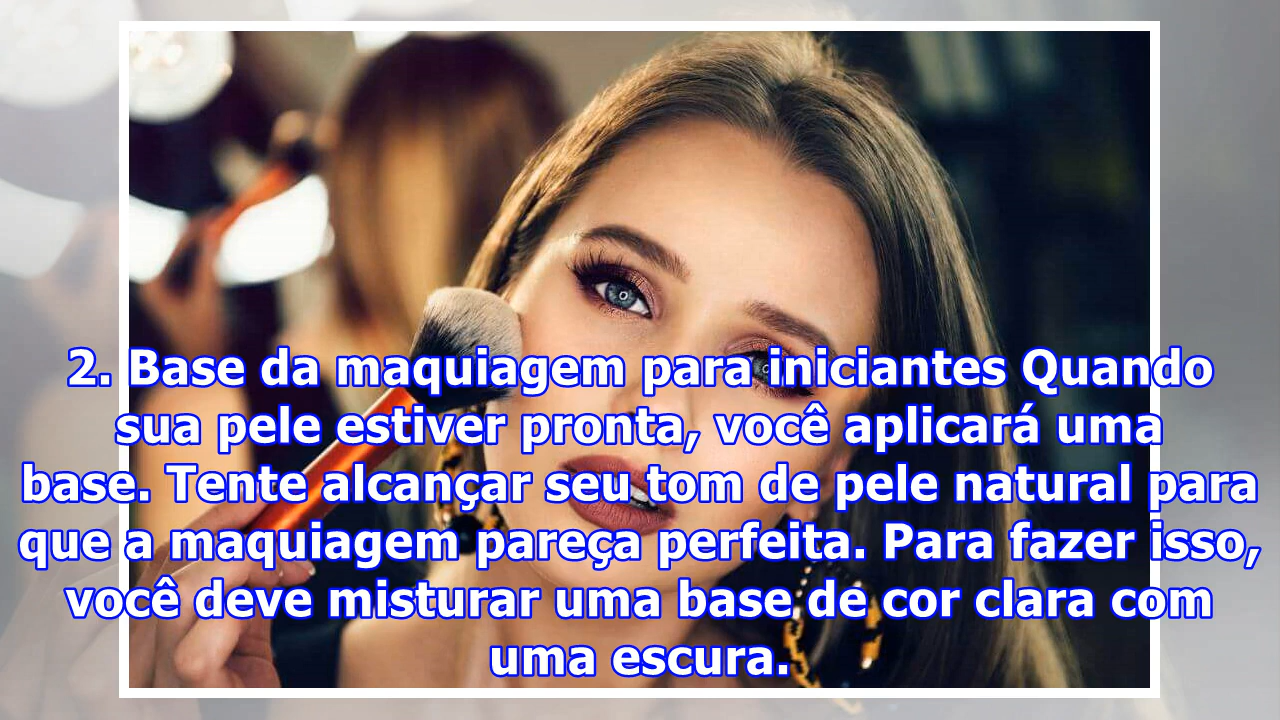 2. Base da maquiagem para iniciantes Quando
sua pele estiver pronta, você aplicará uma
base. Tente alcançar seu tom de pele natural para
que a maquiagem pareça perfeita. Para fazer isso,
você deve misturar uma base de cor clara com
uma escura.